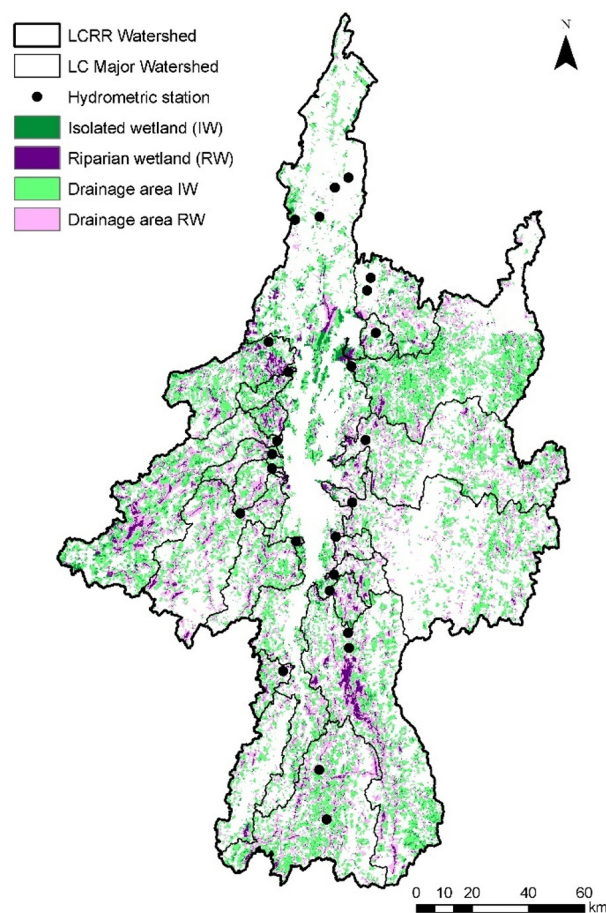 LCRR Watershed
LC Major Watershed
Hydrometric station
Isolated wetland (IW)
Riparian wetland (RW)
Drainage area IW
Drainage area RW
N
0 10 20 40 60
km